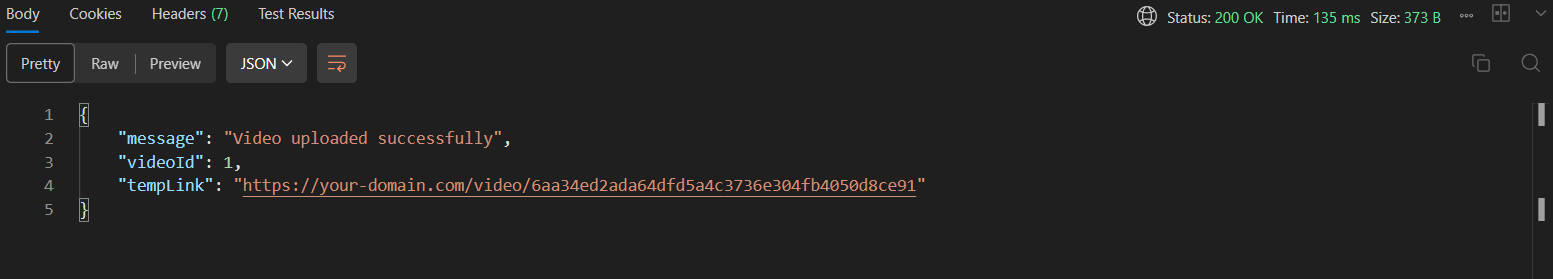 Body Cookies Headers (7) Test Results Status: 200 OK Time: 135 ms Size: 373 B
Pretty Raw Preview JSON
1 {
2 "message": "Video uploaded successfully",
3 "videoId": 1,
4 "tempLink": "https://your-domain.com/video/6aa34ed2ada64dfd5a4c3736e304fb4050d8ce91"
5 }